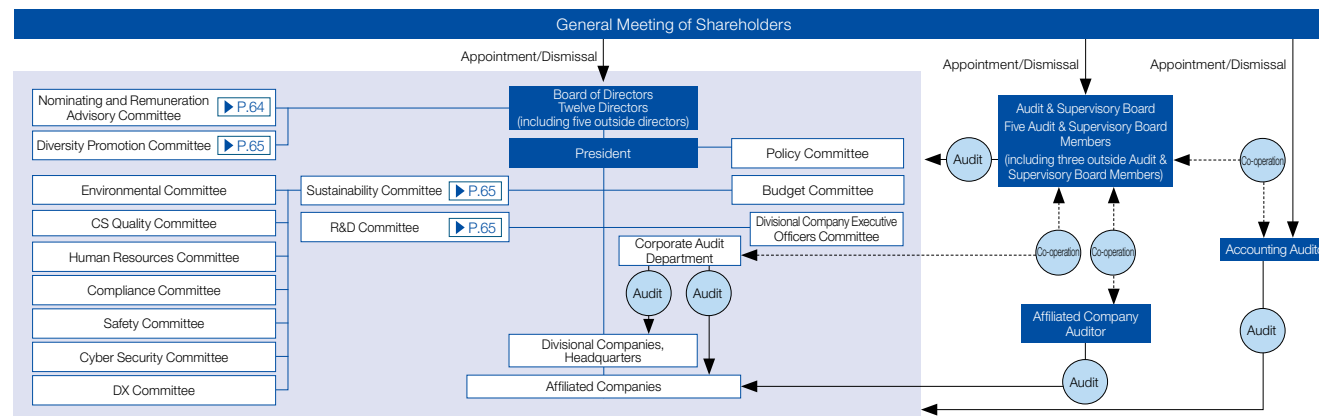 General Meeting of Shareholders
Appointment/Dismissal
Appointment/Dismissal
Appointment/Dismissal
Nominating and Remuneration
Advisory Committee
▶ P.64
Diversity Promotion Committee
▶ P.65
Board of Directors
Twelve Directors
(including five outside directors)
President
Policy Committee
Environmental Committee
Sustainability Committee
▶ P.65
Budget Committee
CS Quality Committee
R&D Committee
▶ P.65
Divisional Company Executive
Officers Committee
Human Resources Committee
Corporate Audit
Department
Compliance Committee
Audit
Audit
Safety Committee
Cyber Security Committee
Divisional Companies,
Headquarters
DX Committee
Affiliated Companies
Audit
Audit & Supervisory Board
Five Audit & Supervisory Board
Members
(including three outside Audit &
Supervisory Board Members)
Co-operation
Co-operation
Co-operation
Accounting Audito
Affiliated Company
Auditor
Audit
Audit